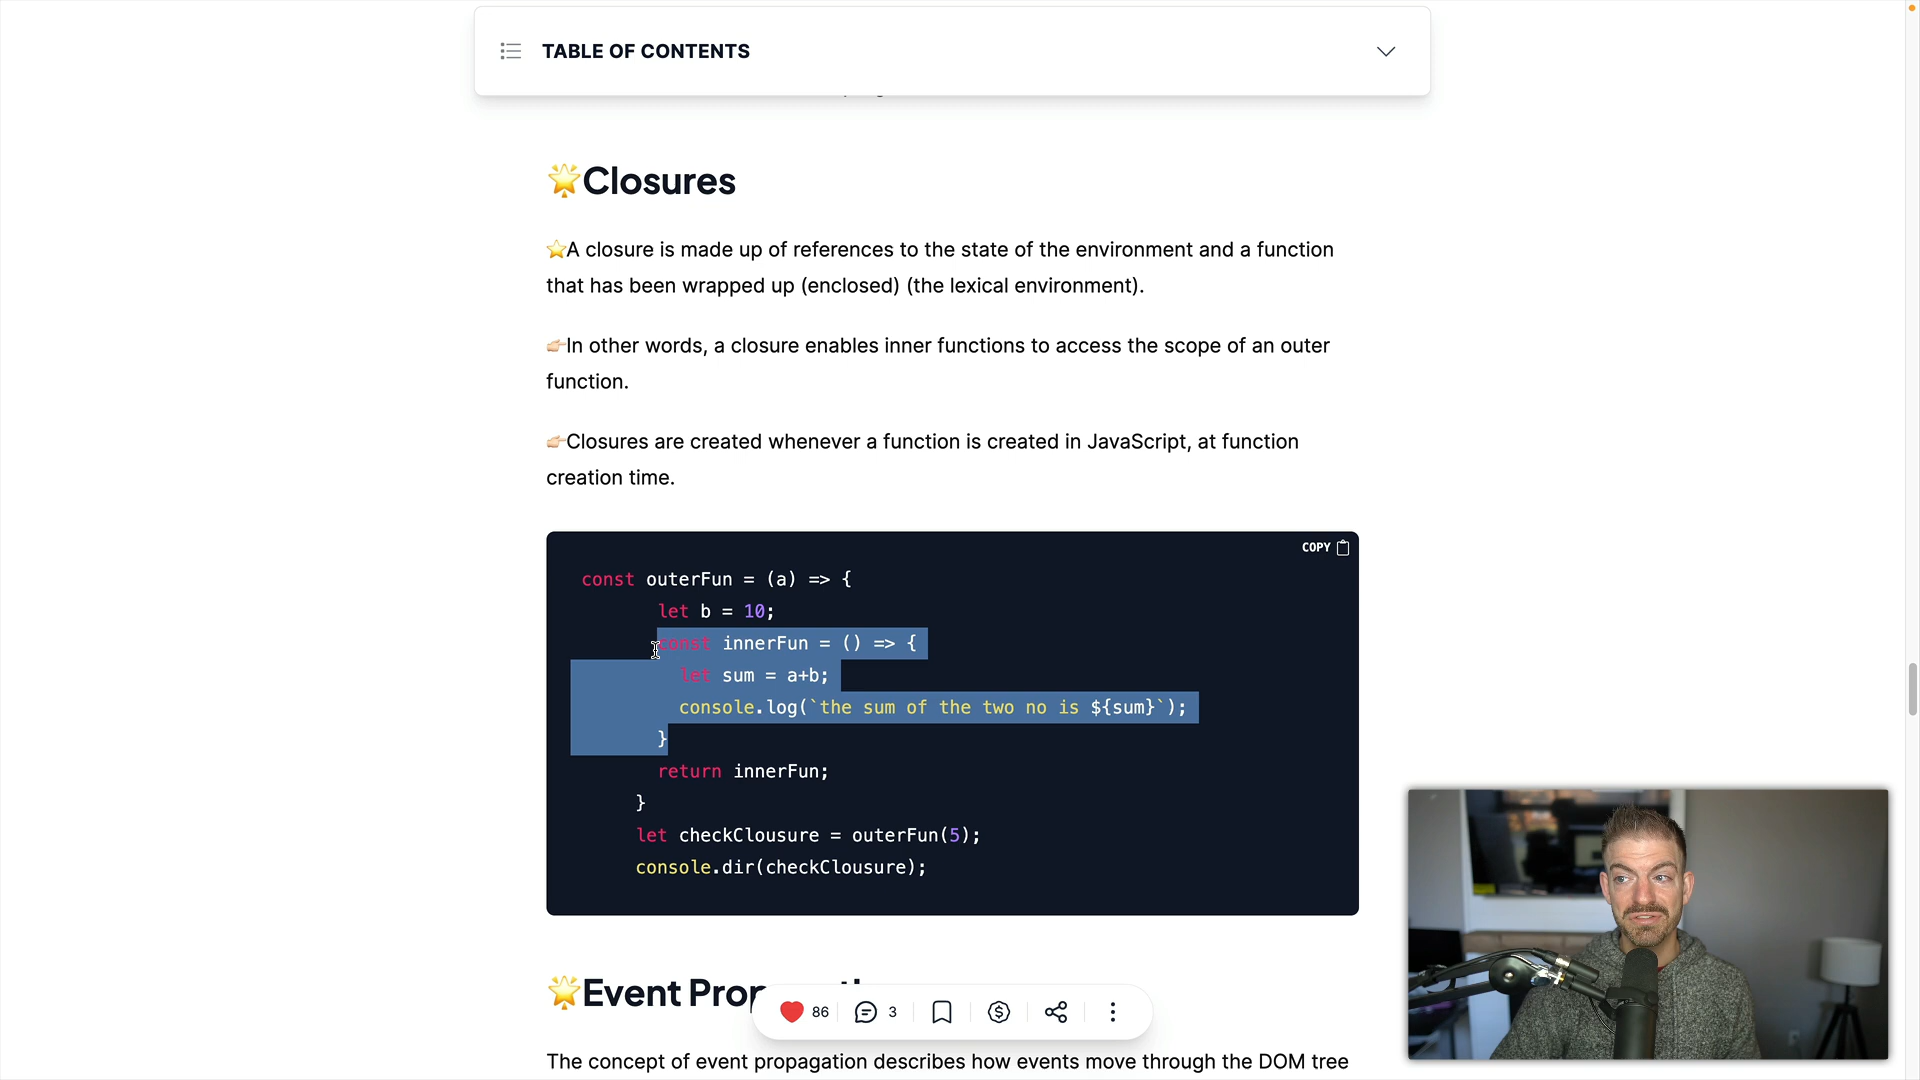 TABLE OF CONTENTS
🌟Closures
⭐A closure is made up of references to the state of the environment and a function
that has been wrapped up (enclosed) (the lexical environment).
👉🏻In other words, a closure enables inner functions to access the scope of an outer
function.
👉🏻Closures are created whenever a function is created in JavaScript, at function
creation time.
COPY
const outerFun = (a) => {
let b = 10;
const innerFun = () => {
let sum = a+b;
console.log(`the sum of the two no is ${sum}`);
}
return innerFun;
}
let checkClousure = outerFun(5);
console.dir(checkClousure);
🌟Event
86
3
The concept of event propagation describes how events move through the DOM tree